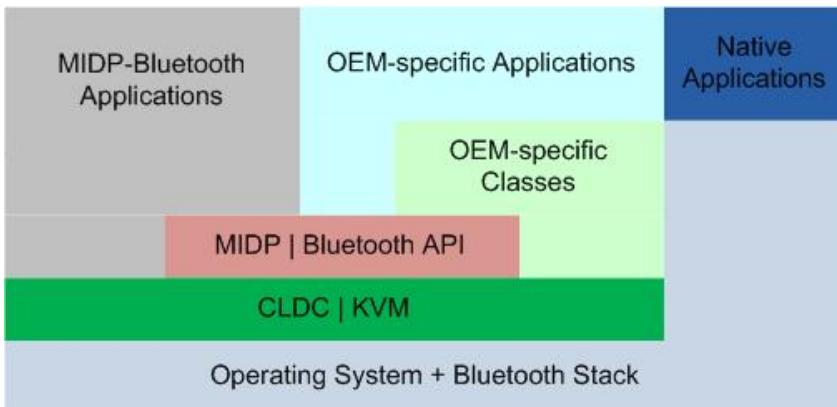 MIDP-Bluetooth
Applications
OEM-specific Applications
Native
Applications
OEM-specific
Classes
MIDP | Bluetooth API
CLDC | KVM
Operating System + Bluetooth Stack